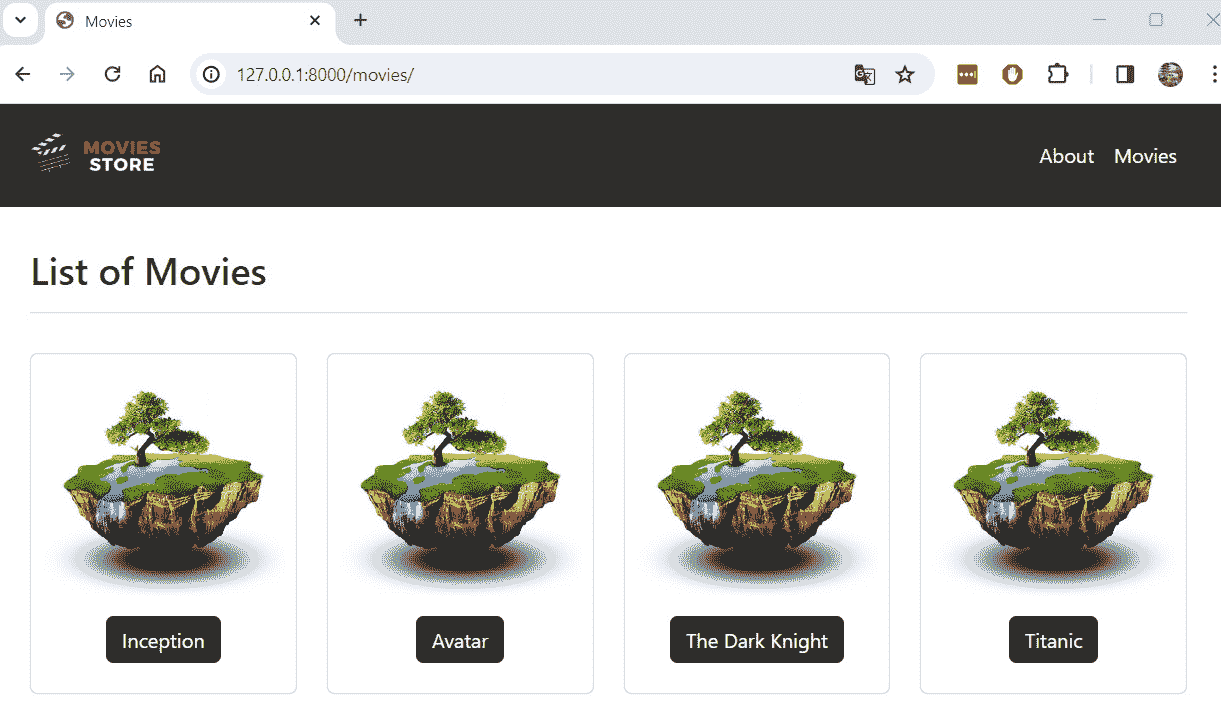 Movies
127.0.0.1:8000/movies/
MOVIES
STORE
About Movies
List of Movies
Inception Avatar The Dark Knight Titanic